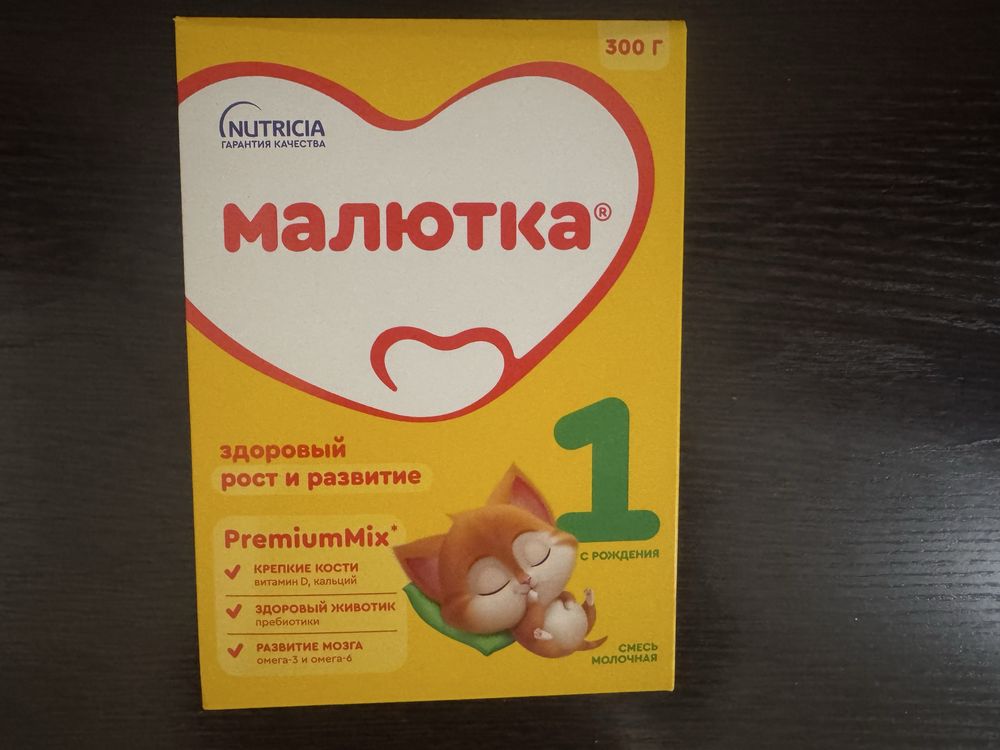 300 Г
NUTRICIA
ГАРАНТИЯ КАЧЕСТВА
малютка®
здоровый
рост и развитие
1
С РОЖДЕНИЯ
PremiumMix*
КРЕПКИЕ КОСТИ
витамин D, кальций
ЗДОРОВЫЙ ЖИВОТИК
пребиотики
РАЗВИТИЕ МОЗГА
омега-3 и омега-6
СМЕСЬ
МОЛОЧНАЯ